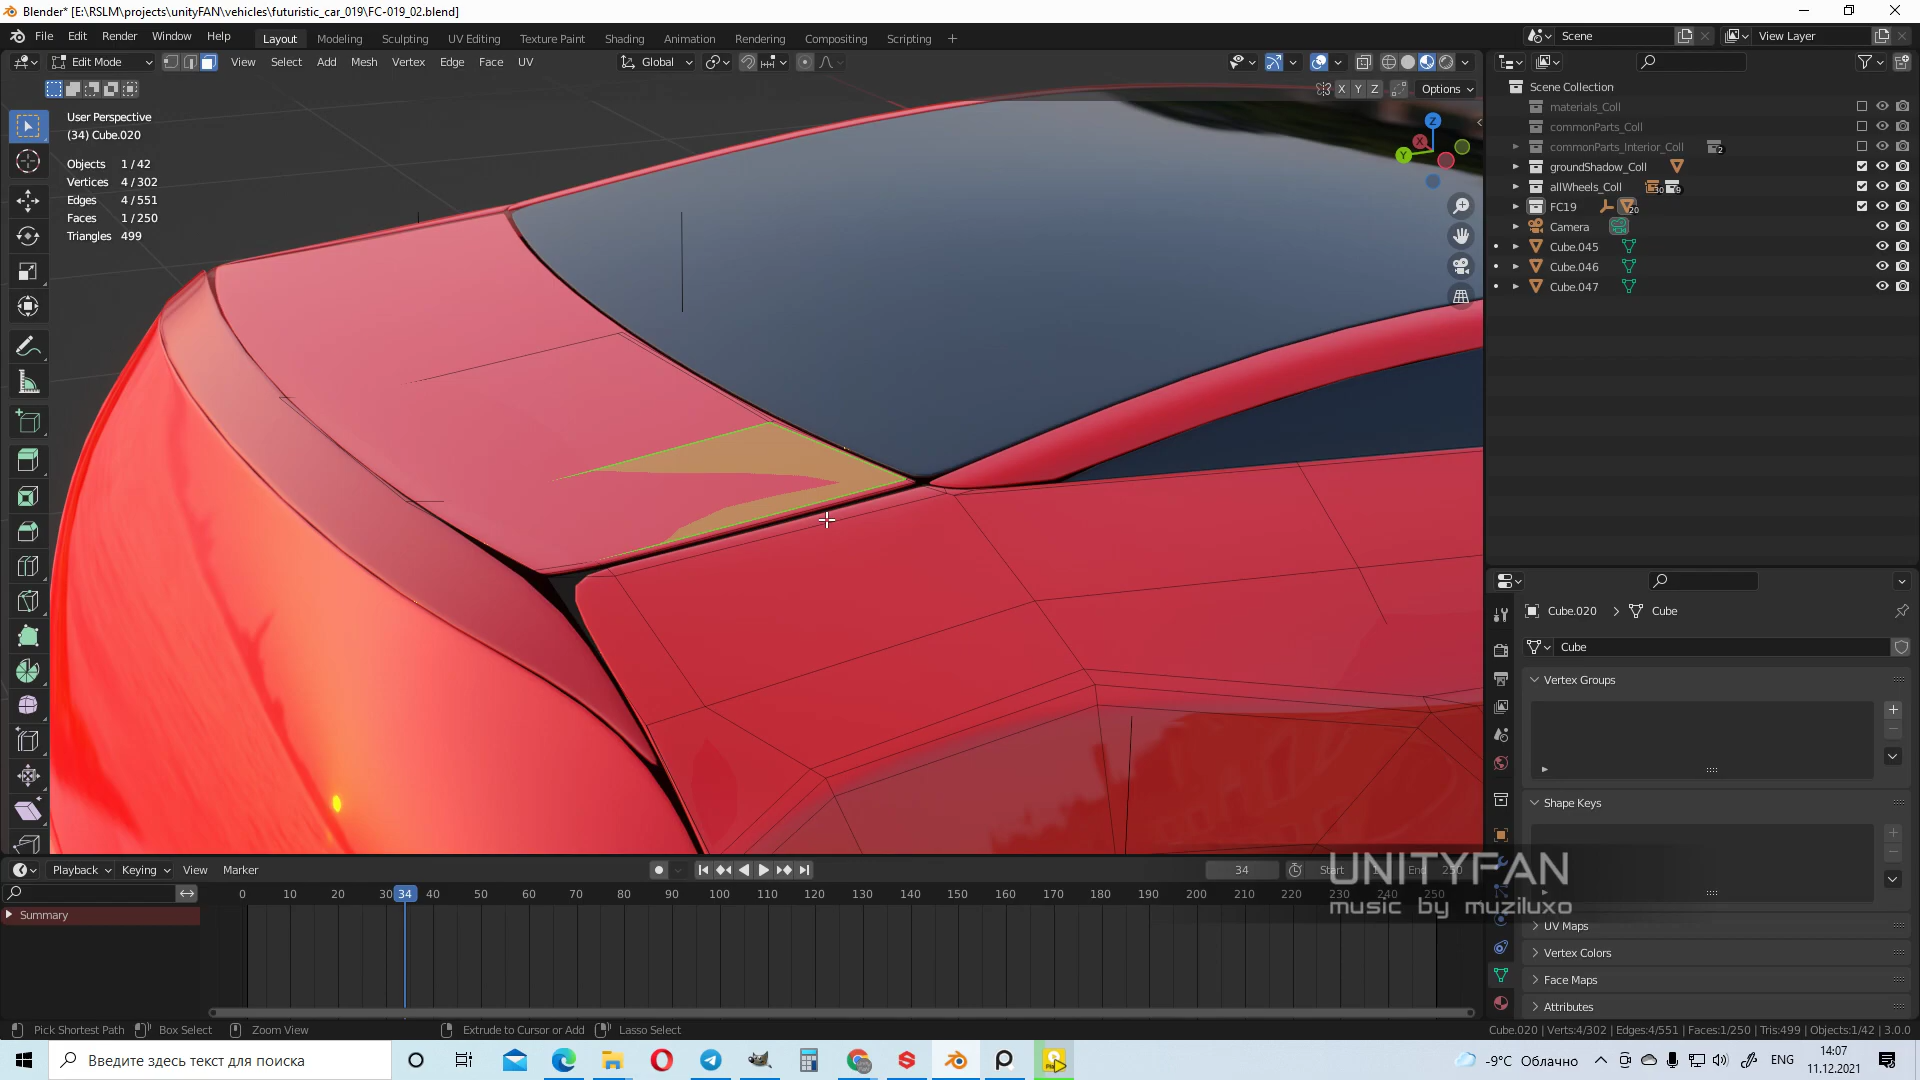 Blender* [E:\RSLM\projects\unityFAN\vehicles\futuristic_car_019\FC-019_02.blend]
File Edit Render Window Help Layout Modeling Sculpting UV Editing Texture Paint Shading Animation Rendering Compositing Scripting Scene View Layer
Edit Mode View Select Add Mesh Vertex Edge Face UV Global
X Y Z Options
User Perspective
(34) Cube.020
Objects 1 / 42
Vertices 4 / 302
Edges 4 / 551
Faces 1 / 250
Triangles 499
Z
X
Y
Scene Collection
materials_Coll
commonParts_Coll
commonParts_Interior_Coll 2
groundShadow_Coll
allWheels_Coll 30 9
FC19 20
Camera
Cube.045
Cube.046
Cube.047
Cube.020 Cube
Cube
Vertex Groups
Shape Keys
UV Maps
Vertex Colors
Face Maps
Attributes
Playback Keying View Marker 34 Start 1 End 250
0 10 20 30 34 40 50 60 70 80 90 100 110 120 130 140 150 160 170 180 190 200 210 220 230 240 250
Summary
UNITYFAN
music by muziluxo
Pick Shortest Path Box Select Zoom View Extrude to Cursor or Add Lasso Select
Cube.020 | Verts:4/302 | Edges:4/551 | Faces:1/250 | Tris:499 | Objects:1/42 | 3.0.0
Введите здесь текст для поиска
-9°C Облачно ENG 14:07
11.12.2021